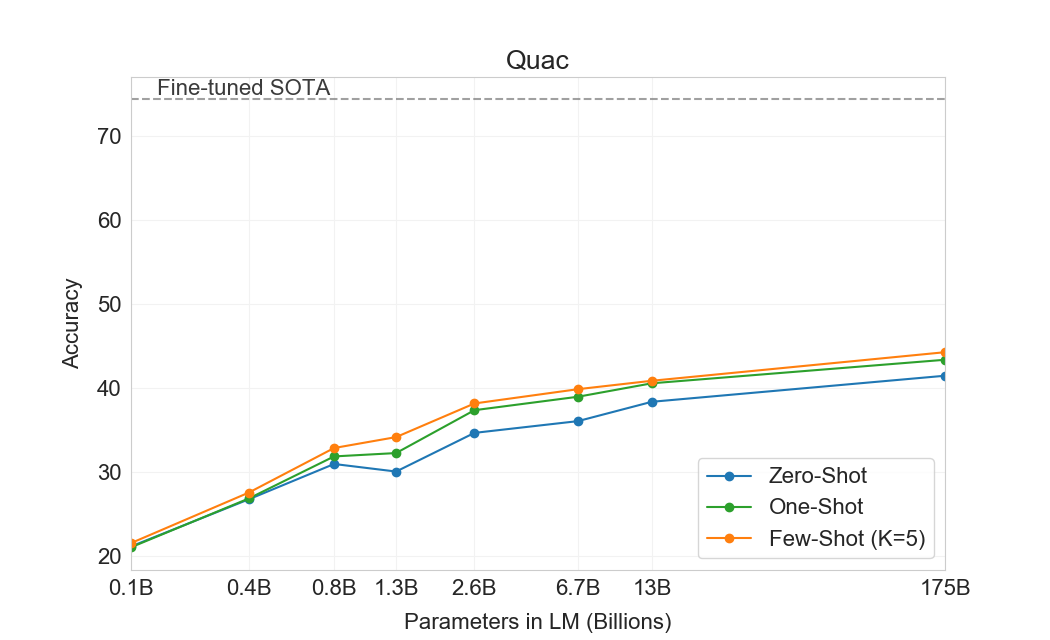 Quac
Fine-tuned SOTA
70
60
50
40
30
20
Accuracy
0.1B 0.4B 0.8B 1.3B 2.6B 6.7B 13B 175B
Parameters in LM (Billions)
Zero-Shot
One-Shot
Few-Shot (K=5)